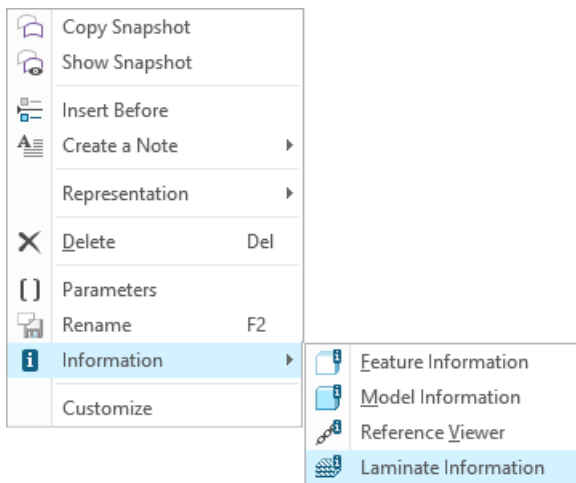 Copy Snapshot
Show Snapshot
Insert Before
Create a Note
Representation
Delete Del
Parameters
Rename F2
Information
Customize
Feature Information
Model Information
Reference Viewer
Laminate Information